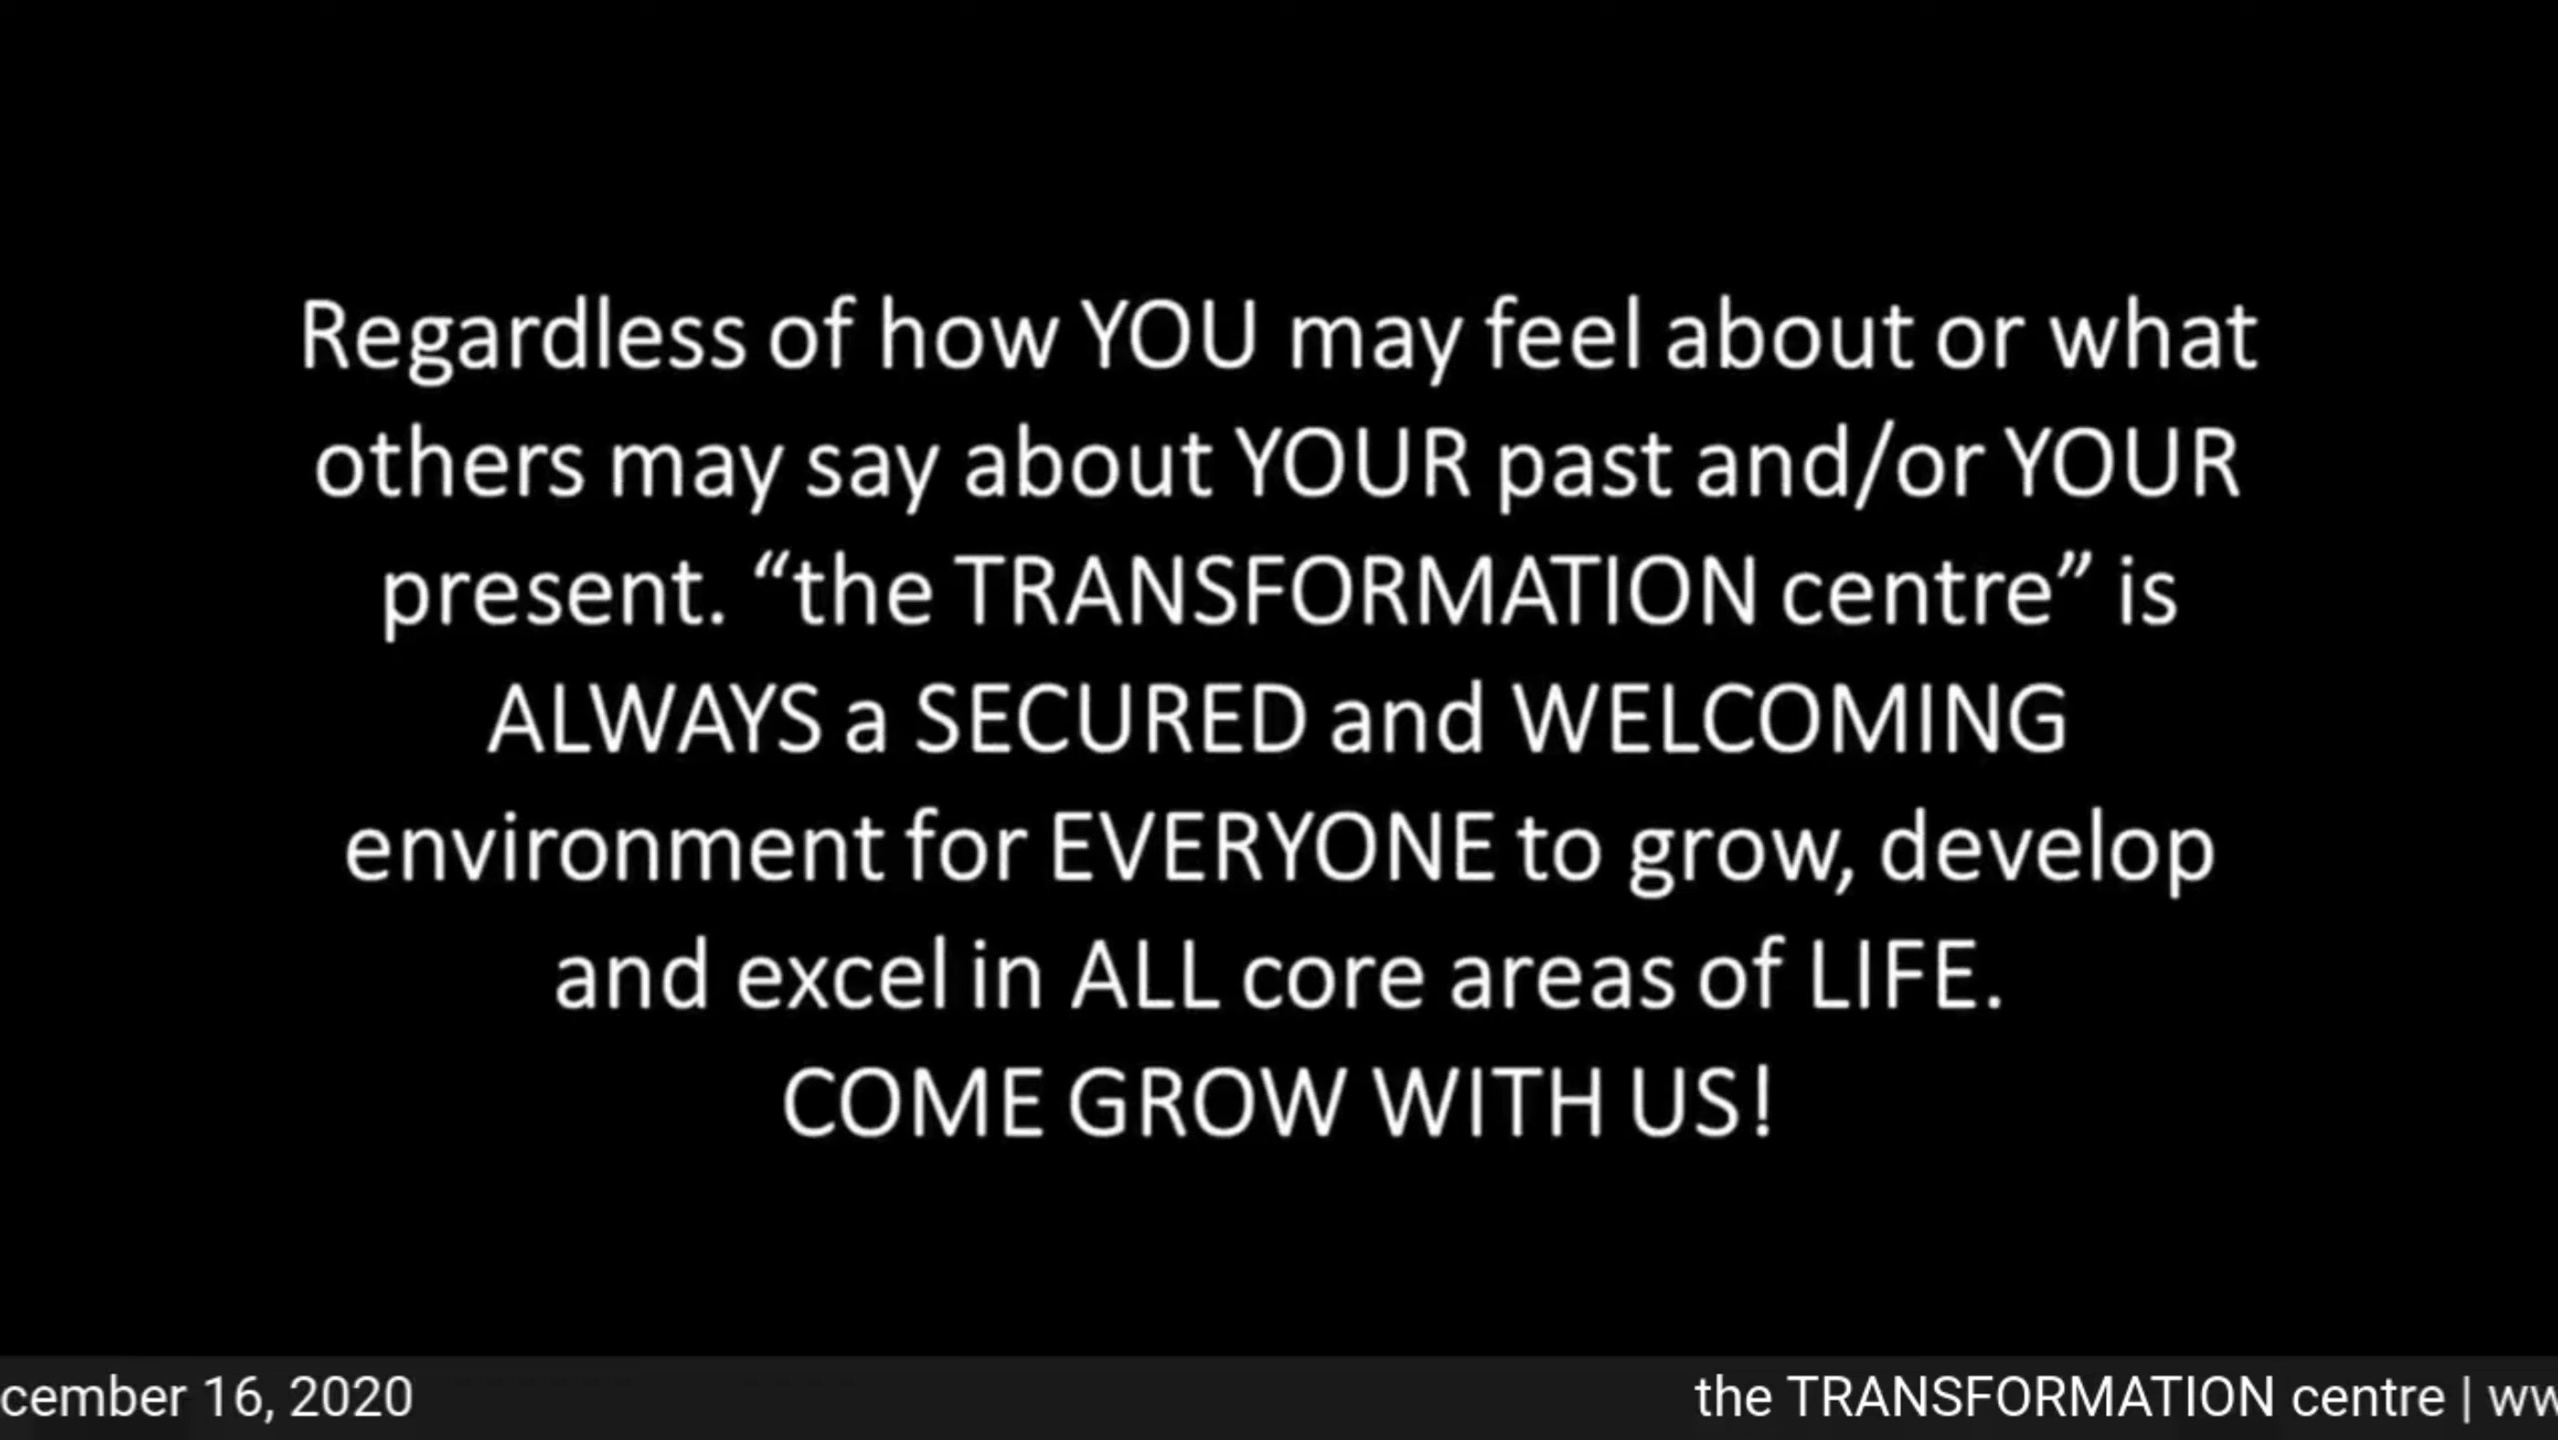 Regardless of how YOU may feel about or what
others may say about YOUR past and/or YOUR
present. “the TRANSFORMATION centre” is
ALWAYS a SECURED and WELCOMING
environment for EVERYONE to grow, develop
and excel in ALL core areas of LIFE.
COME GROW WITH US!
cember 16, 2020 the TRANSFORMATION centre | ww